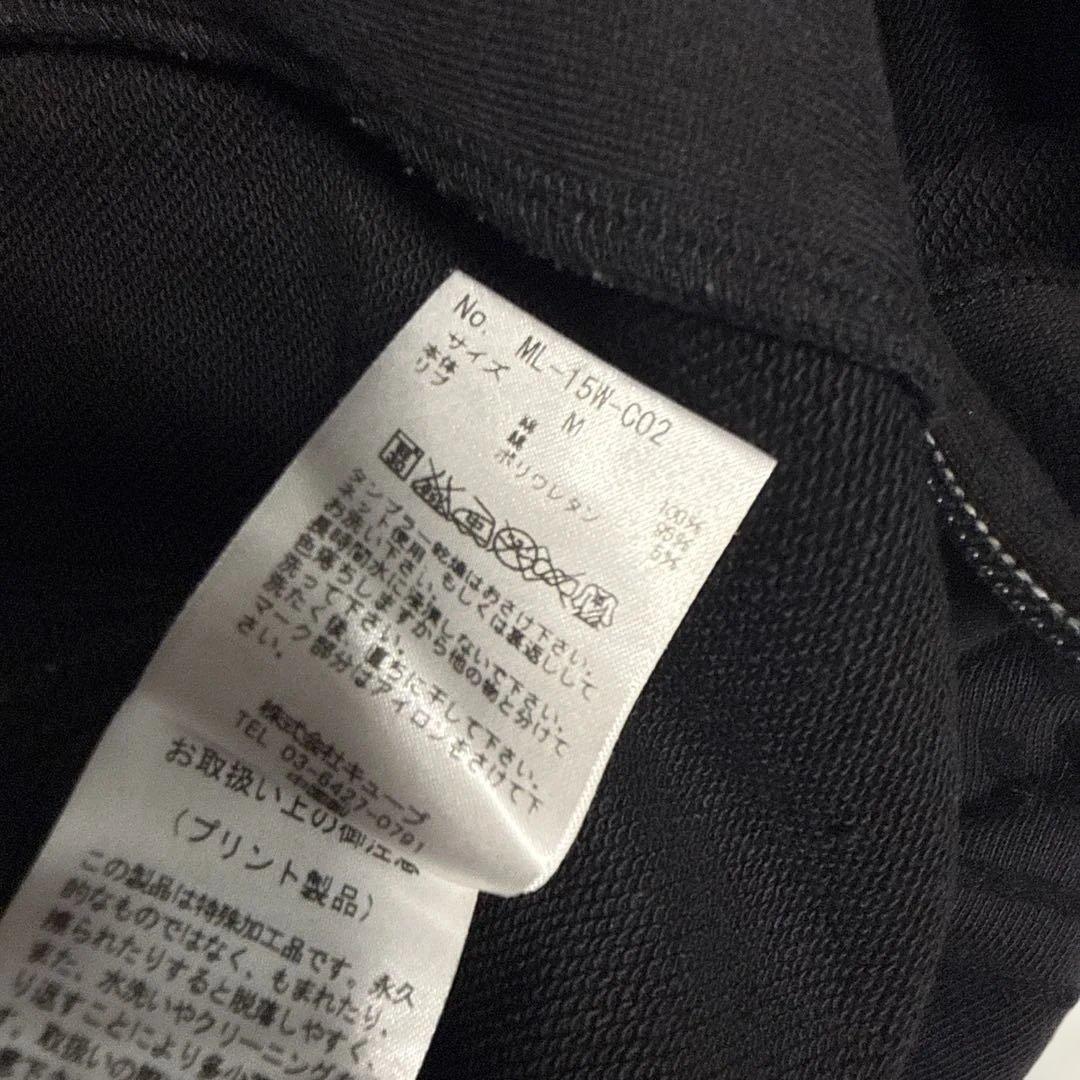 No. ML-15W-C02
サイズ M
本体 綿 100%
リブ 綿 95%
ポリウレタン 5%
タンブラー乾燥はおさけ下さい。
ネット使用、もしくは裏返しして
お洗い下さい。
長時間水に浸漬しないで下さい。
色落ちしますから他の物と分けて
洗って下さい。
洗たく後、直ちに干して下さい。
マーク部分はアイロンをさけて下
さい。
株式会社キューブ
TEL 03-6427-0791
お取扱い上の御注意
(プリント製品)
この製品は特殊加工品です。永久
的なものではなく、もまれたり、
擦られたりすると脱落しやすく、
また、水洗いやクリーニング
り返すことにより多少
す。取扱いの際
慮下さ